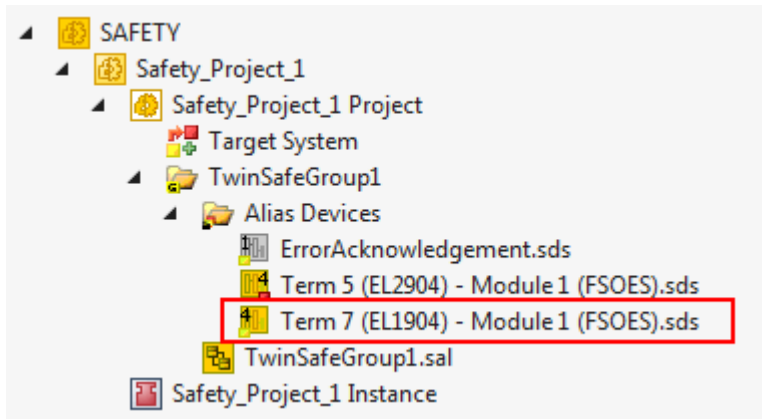 SAFETY
Safety_Project_1
Safety_Project_1 Project
Target System
TwinSafeGroup1
Alias Devices
ErrorAcknowledgement.sds
Term 5 (EL2904) - Module 1 (FSOES).sds
Term 7 (EL1904) - Module 1 (FSOES).sds
TwinSafeGroup1.sal
Safety_Project_1 Instance